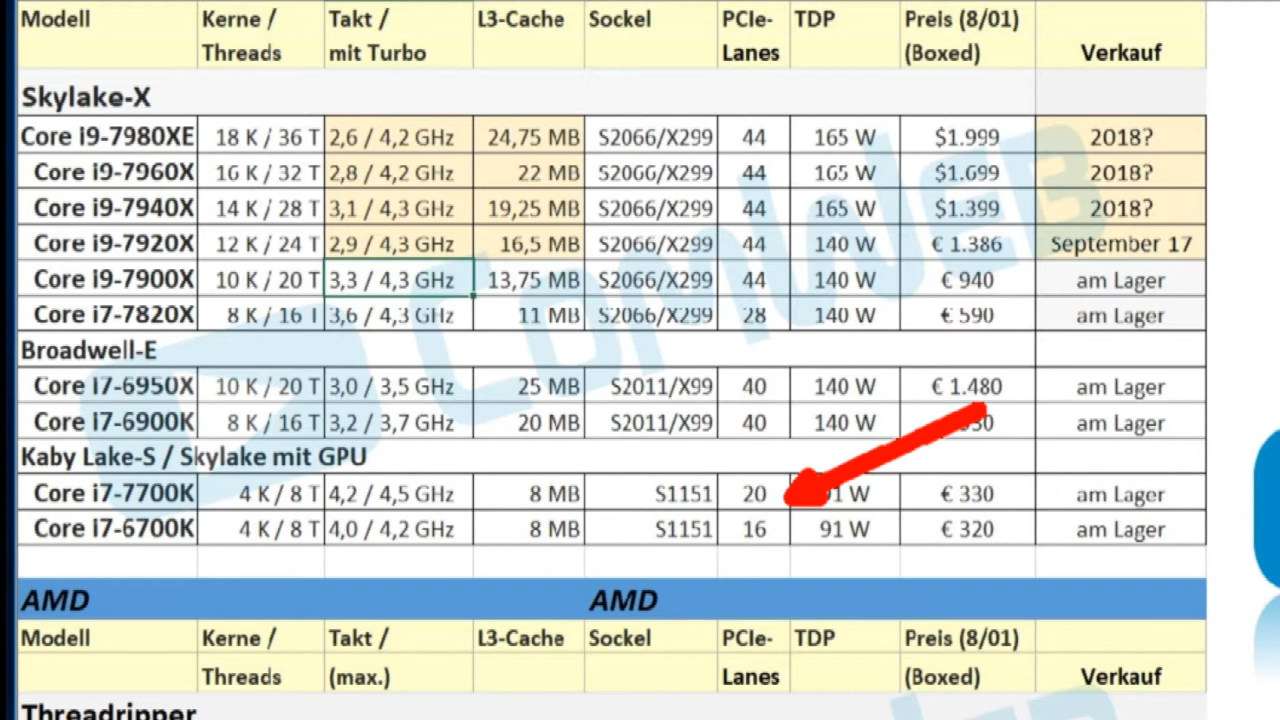 Modell Kerne / Takt / L3-Cache Sockel PCIe- TDP Preis (8/01)
Threads mit Turbo Lanes (Boxed) Verkauf
Skylake-X
Core i9-7980XE 18 K / 36 T 2,6 / 4,2 GHz 24,75 MB S2066/X299 44 165 W $1.999 2018?
Core i9-7960X 16 K / 32 T 2,8 / 4,2 GHz 22 MB S2066/X299 44 165 W $1.699 2018?
Core i9-7940X 14 K / 28 T 3,1 / 4,3 GHz 19,25 MB S2066/X299 44 165 W $1.399 2018?
Core i9-7920X 12 K / 24 T 2,9 / 4,3 GHz 16,5 MB S2066/X299 44 140 W € 1.386 September 17
Core i9-7900X 10 K / 20 T 3,3 / 4,3 GHz 13,75 MB S2066/X299 44 140 W € 940 am Lager
Core i7-7820X 8 K / 16 T 3,6 / 4,3 GHz 11 MB S2066/X299 28 140 W € 590 am Lager
Broadwell-E
Core i7-6950X 10 K / 20 T 3,0 / 3,5 GHz 25 MB S2011/X99 40 140 W € 1.480 am Lager
Core i7-6900K 8 K / 16 T 3,2 / 3,7 GHz 20 MB S2011/X99 40 140 W am Lager
Kaby Lake-S / Skylake mit GPU
Core i7-7700K 4 K / 8 T 4,2 / 4,5 GHz 8 MB S1151 20 91 W € 330 am Lager
Core i7-6700K 4 K / 8 T 4,0 / 4,2 GHz 8 MB S1151 16 91 W € 320 am Lager
AMD AMD
Modell Kerne / Takt / L3-Cache Sockel PCIe- TDP Preis (8/01)
Threads (max.) Lanes (Boxed) Verkauf
Threadripper
COMWEB